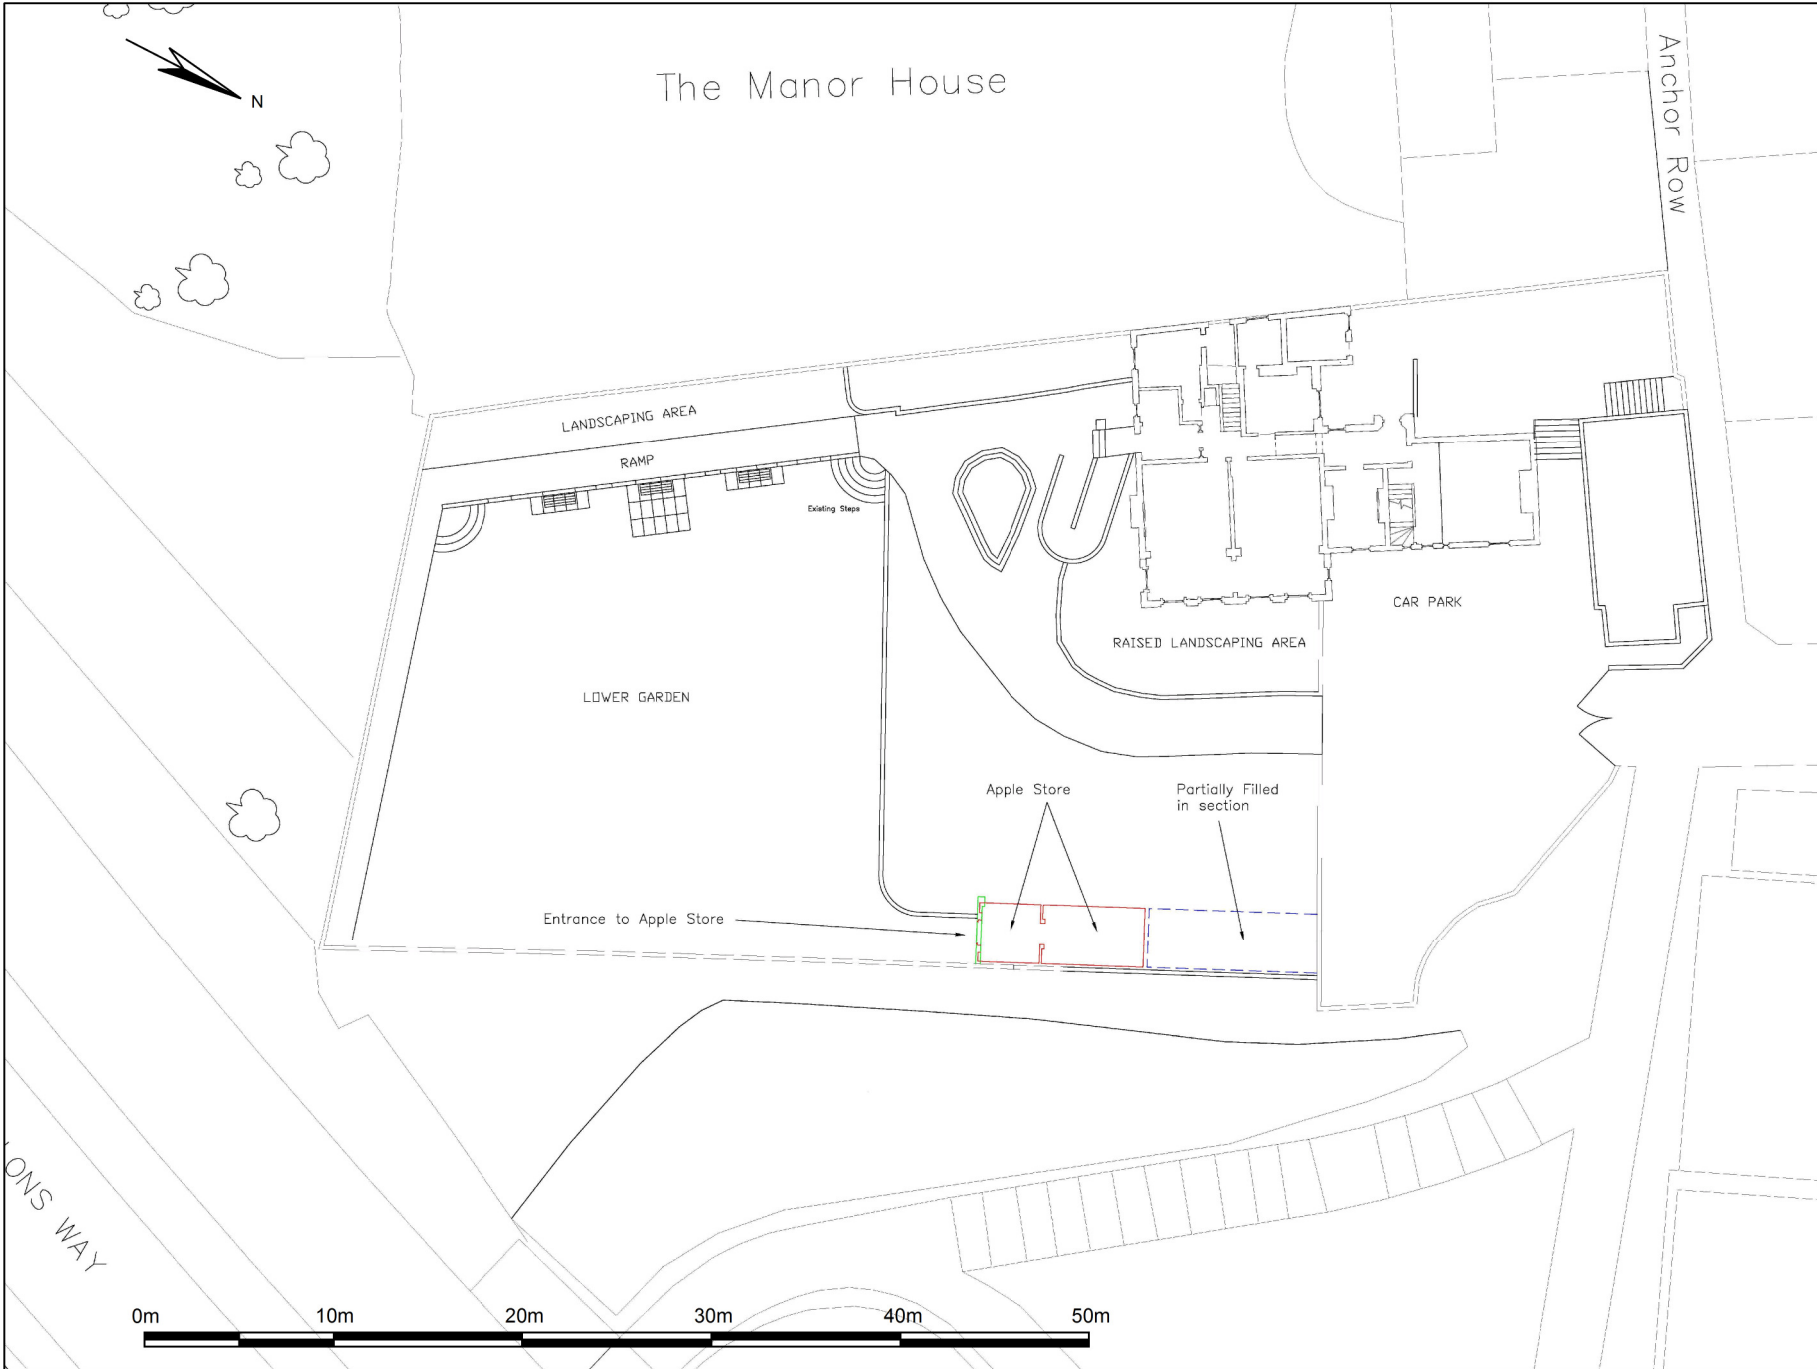 N
The Manor House
Anchor Row
LANDSCAPING AREA
RAMP
Existing Steps
CAR PARK
RAISED LANDSCAPING AREA
LOWER GARDEN
Apple Store
Partially Filled
in section
Entrance to Apple Store
ONS WAY
0m 10m 20m 30m 40m 50m